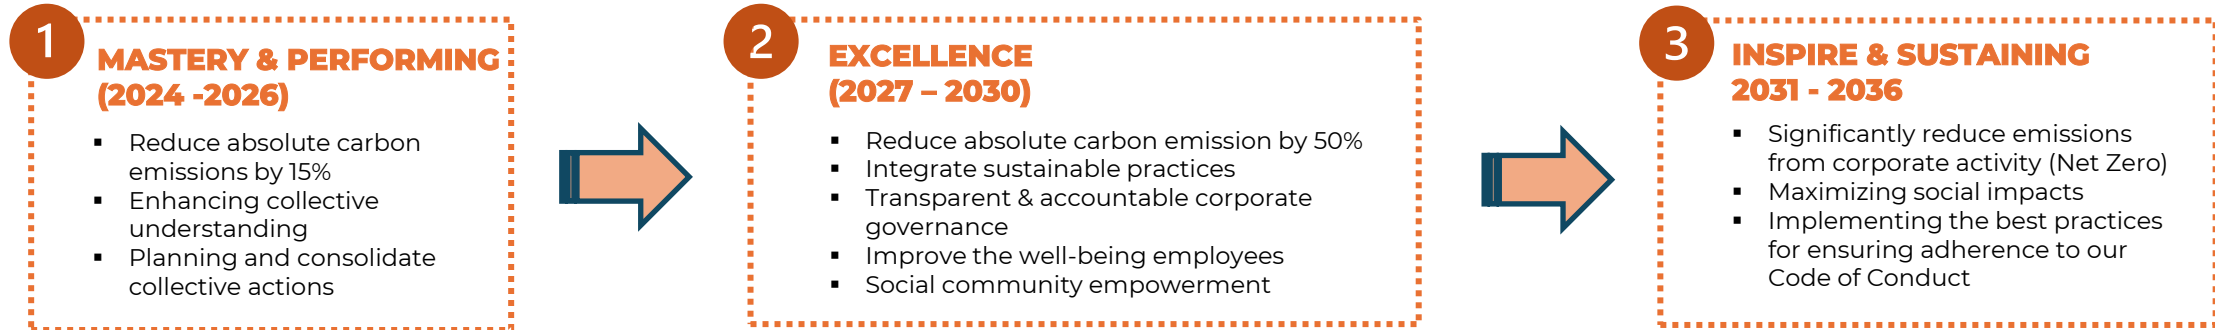 1
MASTERY & PERFORMING
(2024 -2026)
▪ Reduce absolute carbon
emissions by 15%
▪ Enhancing collective
understanding
▪ Planning and consolidate
collective actions
2
EXCELLENCE
(2027 – 2030)
▪ Reduce absolute carbon emission by 50%
▪ Integrate sustainable practices
▪ Transparent & accountable corporate
governance
▪ Improve the well-being employees
▪ Social community empowerment
3
INSPIRE & SUSTAINING
2031 - 2036
▪ Significantly reduce emissions
from corporate activity (Net Zero)
▪ Maximizing social impacts
▪ Implementing the best practices
for ensuring adherence to our
Code of Conduct